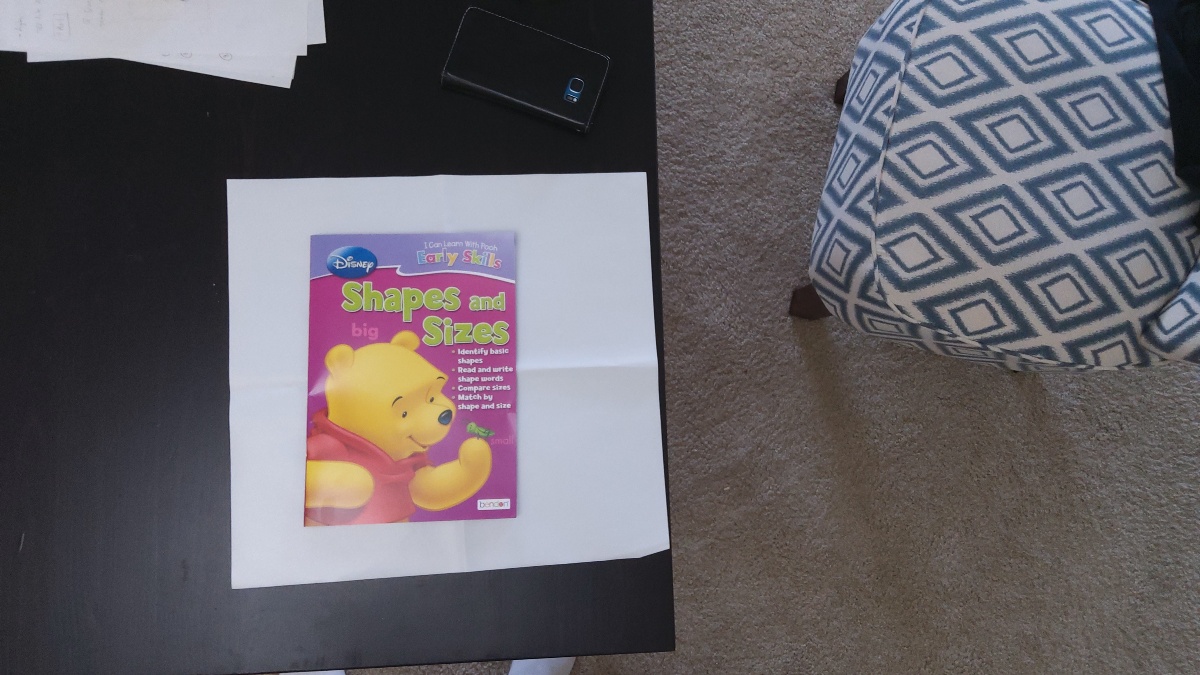 Disney
I Can Learn With Pooh
Early Skills
Shapes and
Sizes
big
• Identify basic
shapes
• Read and write
shape words
• Compare sizes
• Match by
shape and size
small
bendon